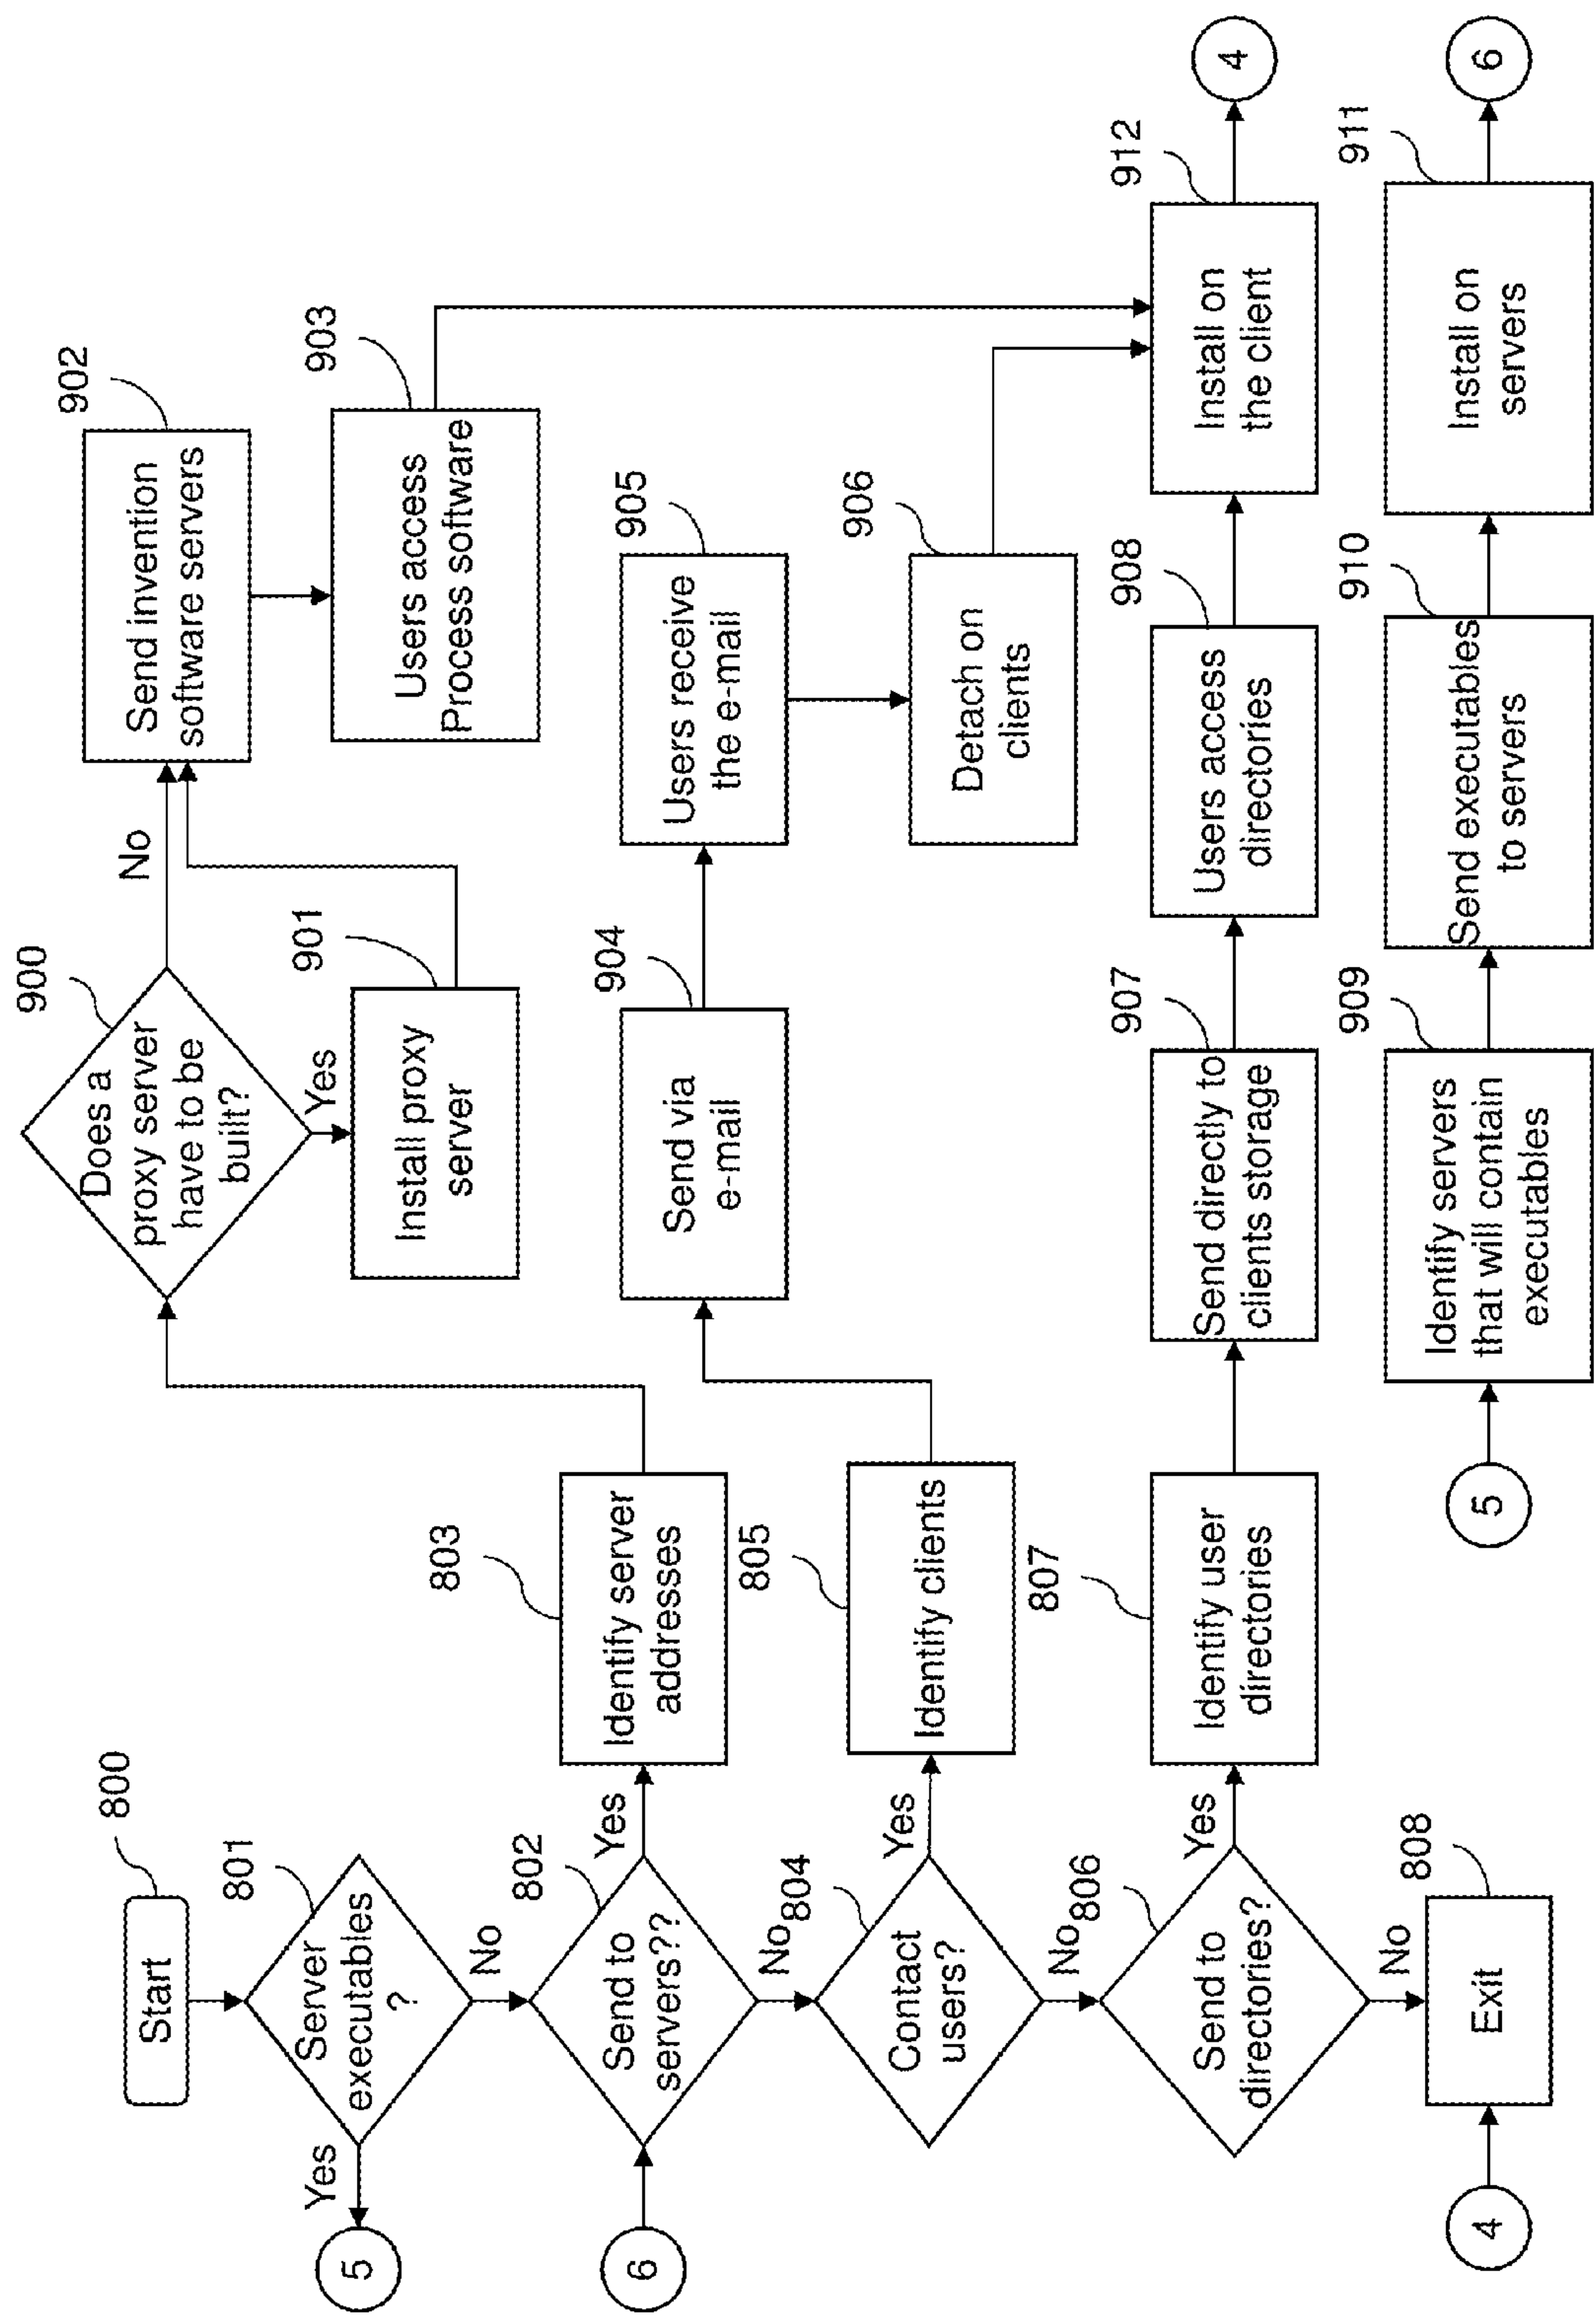 800
Start
801
Server
executables
?
Yes
5
No
802
6
Send to
servers??
Yes
803
Identify server
addresses
No
804
Contact
users?
Yes
805
Identify clients
No
806
Send to
directories?
Yes
807
Identify user
directories
No
808
4
Exit
900
Does a
proxy server
have to be
built?
No
Yes
901
Install proxy
server
902
Send invention
software servers
903
Users access
Process software
904
Send via
e-mail
905
Users receive
the e-mail
906
Detach on
clients
907
Send directly to
clients storage
908
Users access
directories
912
Install on
the client
4
5
909
Identify servers
that will contain
executables
910
Send executables
to servers
911
Install on
servers
6